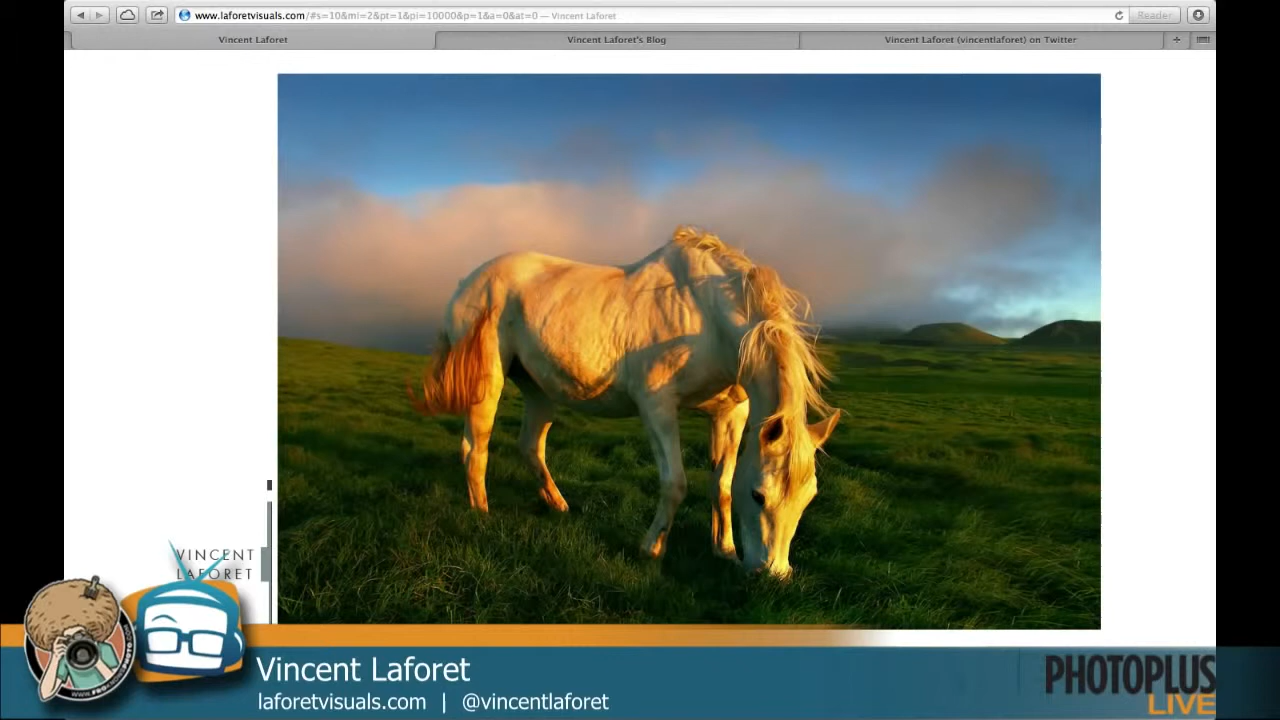 www.laforetvisuals.com/#s=10&mi=2&pt=1&pi=10000&p=1&a=0&at=0 — Vincent Laforet
Reader
Vincent Laforet
Vincent Laforet's Blog
Vincent Laforet (vincentlaforet) on Twitter
VINCENT
LAFORET
Vincent Laforet
laforetvisuals.com | @vincentlaforet
PHOTOPLUS
LIVE